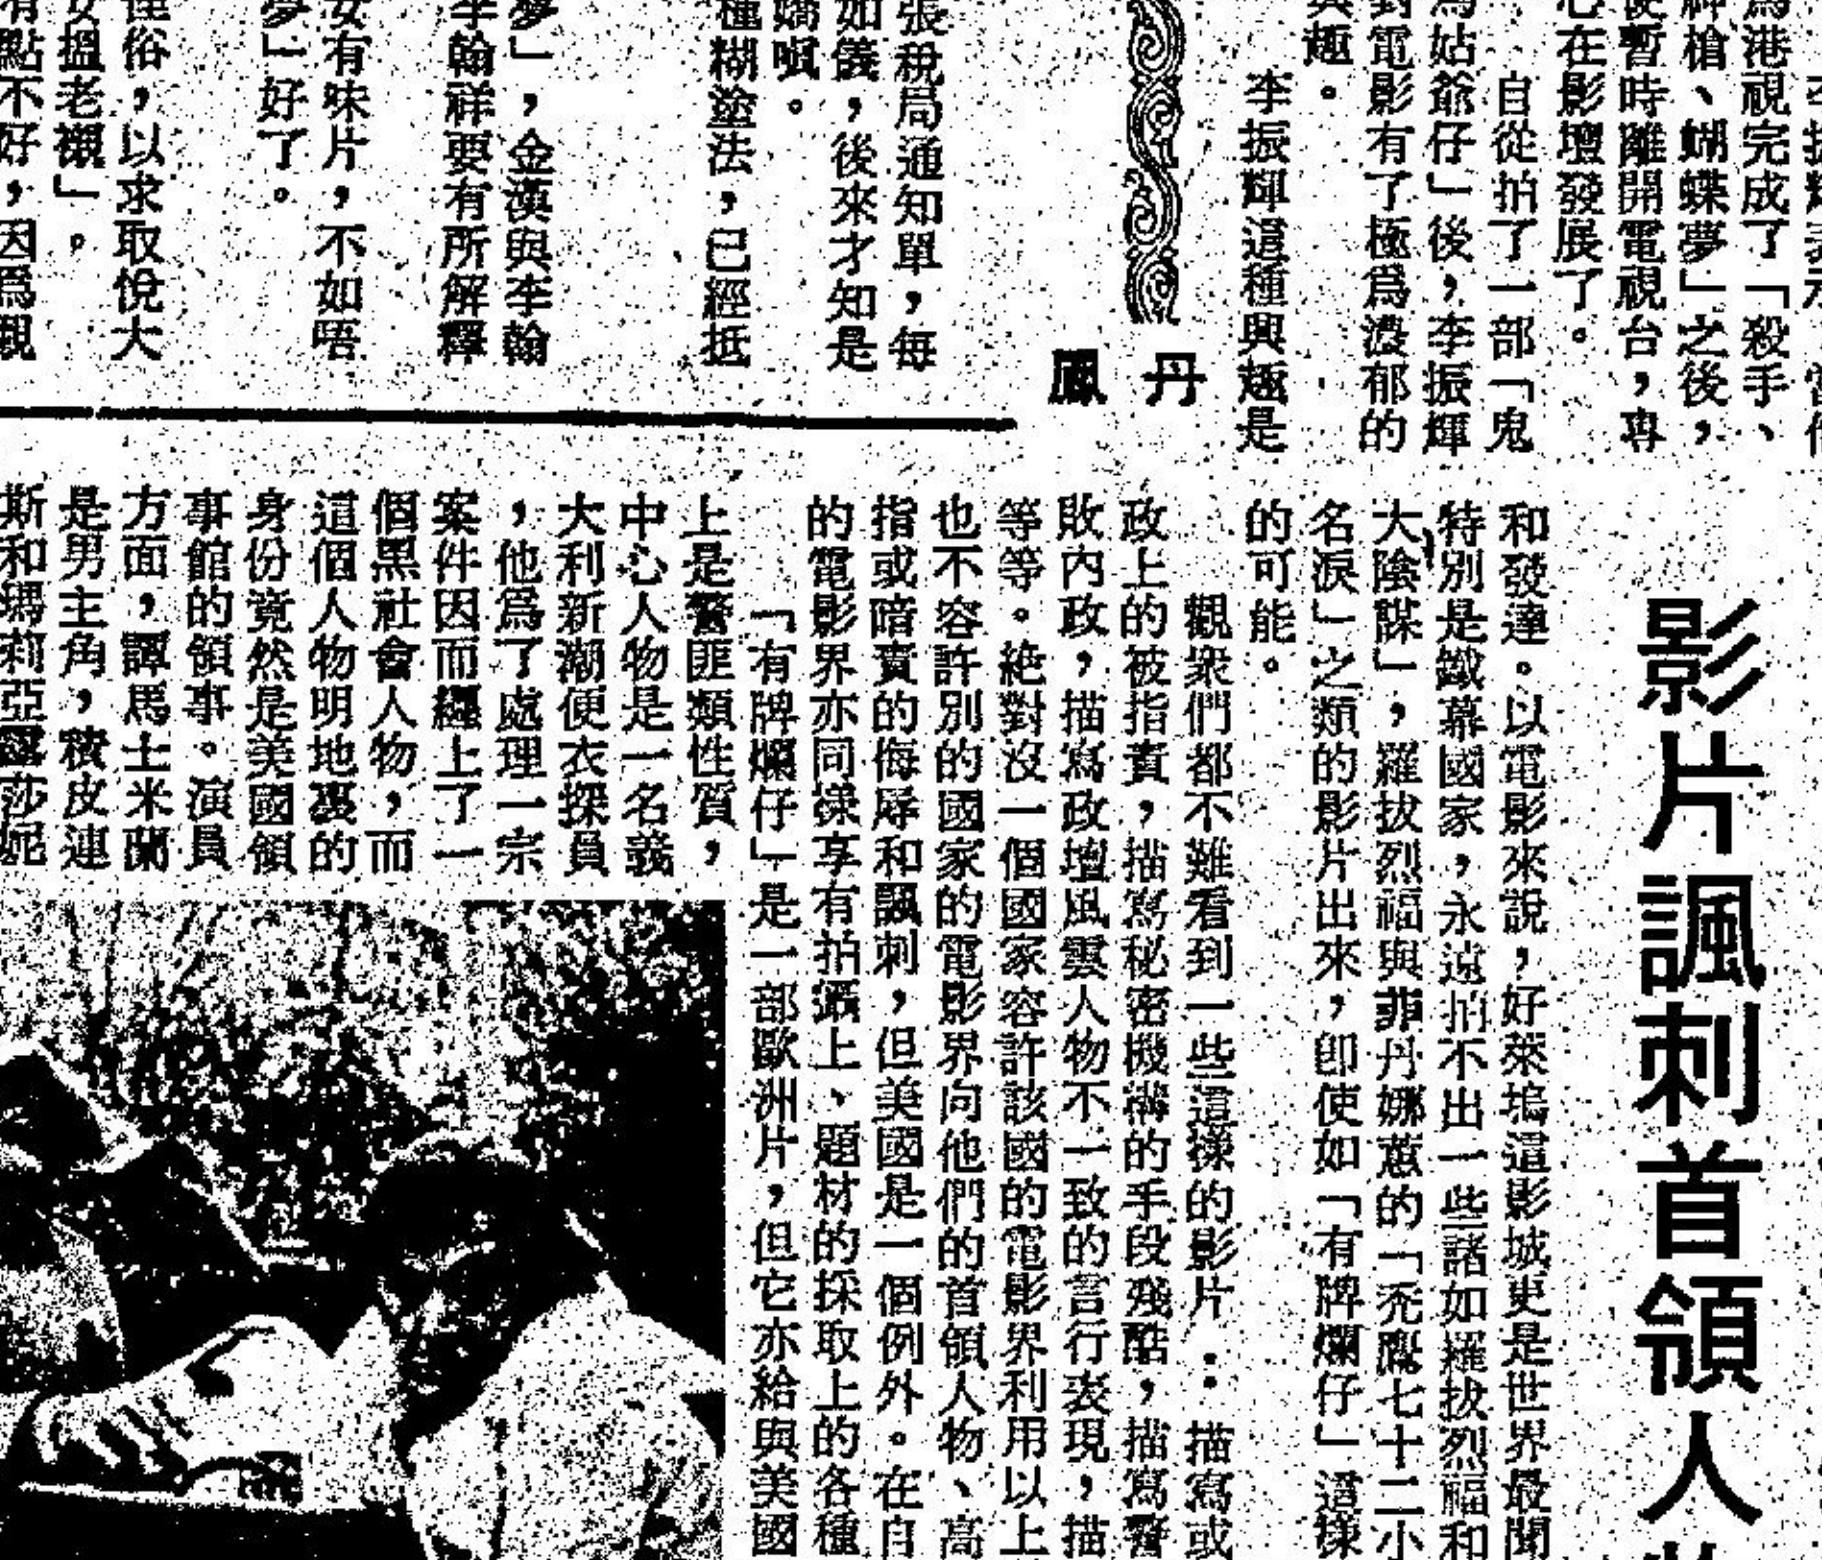 為港視完成了「殺手、
神槍、蝴蝶夢」之後，
便暫時離開電視台，專
心在影壇發展了。
自從拍了一部「鬼
馬姑爺仔」後，李振輝
對電影有了極為濃郁的
興趣。
李振輝這種興趣是
丹鳳
張稅局通知單，每
如儀，後來才知是
嬌嗔。
種糊塗法，已經抵
夢」，金漢與李翰
李翰祥要有所解釋
女有味片，不如唔
夢」好了。
俚俗，以求取悅大
女搵老襯」。
有點不好，因為觀
影片諷刺首領人
和發達。以電影來說，好萊塢這影城更是世界最聞
特別是鐵幕國家，永遠拍不出一些諸如羅拔烈福和
大陰謀」，羅拔烈福與菲丹娜蕙的「禿鷹七十二小
名淚」之類的影片出來，即使如「有牌爛仔」這樣
的可能。
觀衆們都不難看到一些這樣的影片：描寫或
政上的被指責，描寫秘密機構的手段殘酷，描寫警
敗內政，描寫政壇風雲人物不一致的言行表現，描
等等。絕對沒一個國家容許該國的電影界利用以上
也不容許別的國家的電影界向他們的首領人物、高
指或暗責的侮辱和諷刺，但美國是一個例外。在自
的電影界亦同樣享有拍攝上、題材的採取上的各種
「有牌爛仔」是一部歐洲片，但它亦給與美國
上是警匪類性質，
中心人物是一名義
大利新潮便衣探員
，他為了處理一宗
案件因而纏上了一
個黑社會人物，而
這個人物明地裏的
身份竟然是美國領
事館的領事。演員
方面，譚馬士米蘭
是男主角，積皮連
斯和瑪莉亞露莎妮